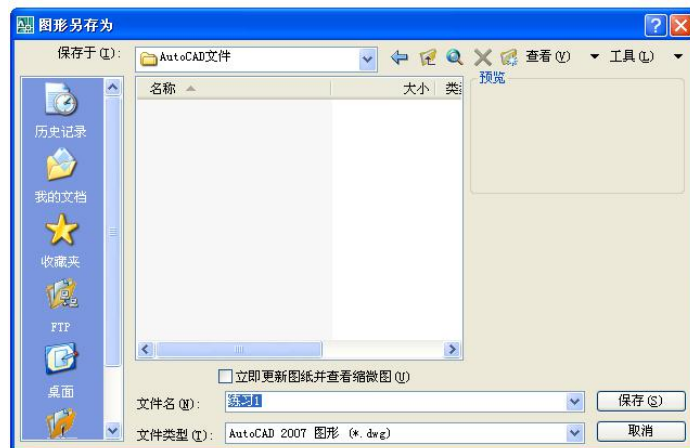 图形另存为
保存于(I):
AutoCAD文件
查看(V)
工具(L)
名称
大小
类
预览
历史记录
我的文档
收藏夹
FTP
桌面
立即更新图纸并查看缩微图(U)
文件名(N):
练习1
保存(S)
文件类型(T):
AutoCAD 2007 图形 (*.dwg)
取消